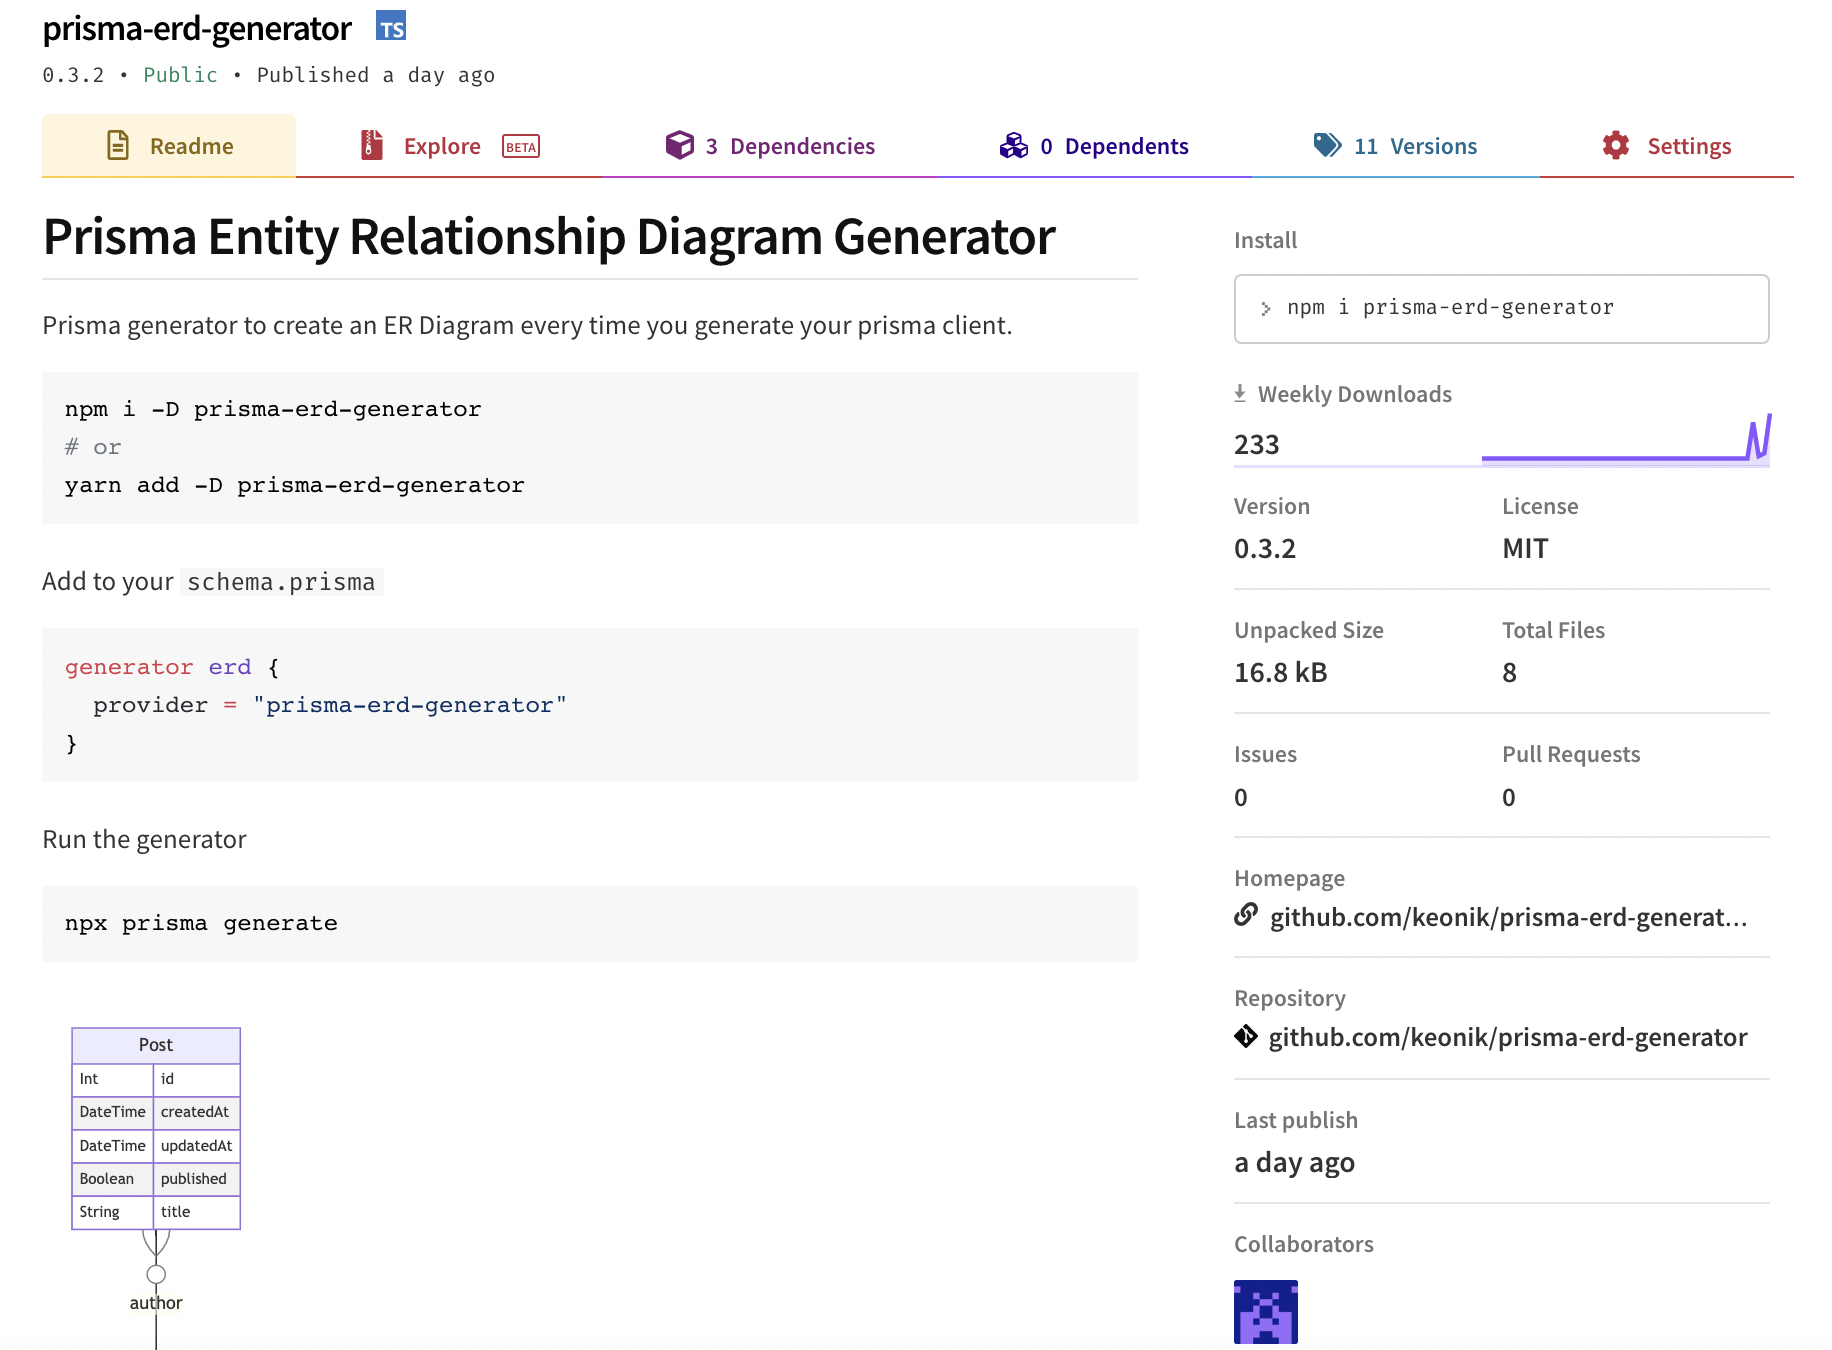 prisma-erd-generator TS
0.3.2 • Public • Published a day ago
Readme
Explore BETA
3 Dependencies
0 Dependents
11 Versions
Settings
Prisma Entity Relationship Diagram Generator
Prisma generator to create an ER Diagram every time you generate your prisma client.
npm i -D prisma-erd-generator
# or
yarn add -D prisma-erd-generator
Add to your schema.prisma
generator erd {
provider = "prisma-erd-generator"
}
Run the generator
npx prisma generate
Post
Int id
DateTime createdAt
DateTime updatedAt
Boolean published
String title
author
Install
> npm i prisma-erd-generator
Weekly Downloads
233
Version
0.3.2
License
MIT
Unpacked Size
16.8 kB
Total Files
8
Issues
0
Pull Requests
0
Homepage
github.com/keonik/prisma-erd-generat...
Repository
github.com/keonik/prisma-erd-generator
Last publish
a day ago
Collaborators